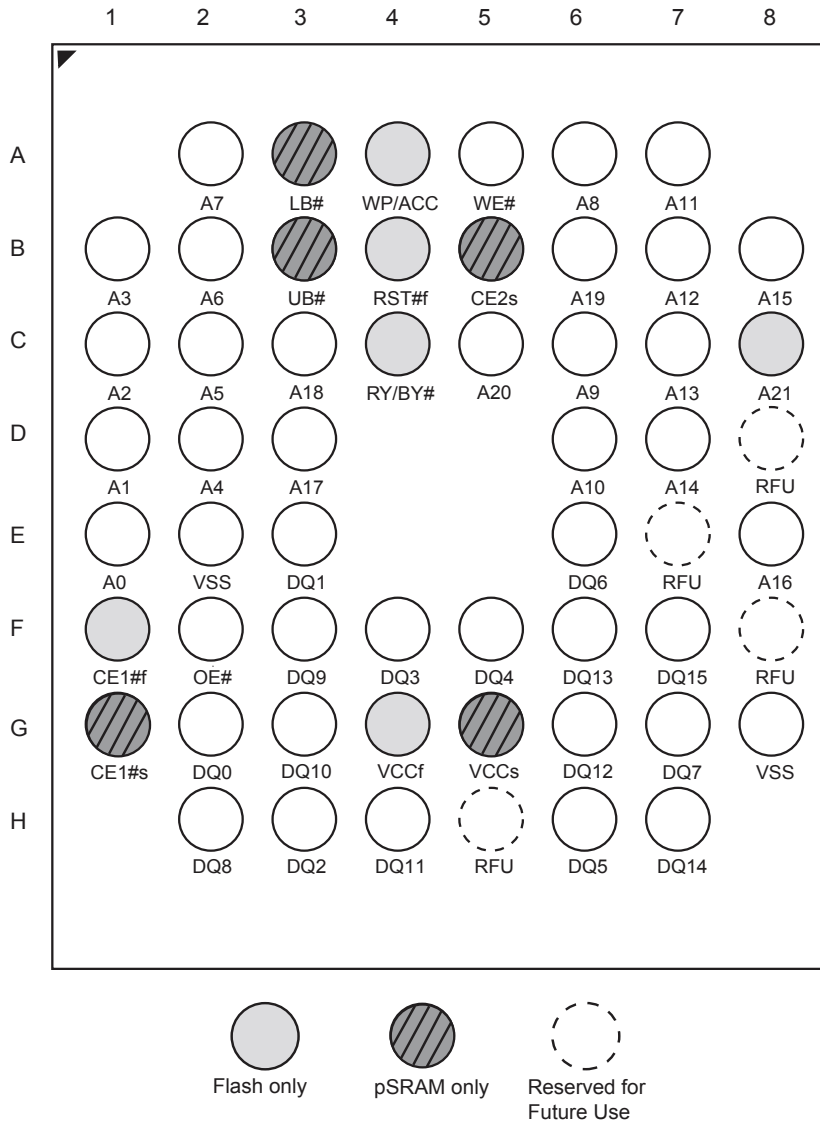 1 2 3 4 5 6 7 8
A
A7 LB# WP/ACC WE# A8 A11
B
A3 A6 UB# RST#f CE2s A19 A12 A15
C
A2 A5 A18 RY/BY# A20 A9 A13 A21
D
A1 A4 A17 A10 A14 RFU
E
A0 VSS DQ1 DQ6 RFU A16
F
CE1#f OE# DQ9 DQ3 DQ4 DQ13 DQ15 RFU
G
CE1#s DQ0 DQ10 VCCf VCCs DQ12 DQ7 VSS
H
DQ8 DQ2 DQ11 RFU DQ5 DQ14
Flash only pSRAM only Reserved for
Future Use